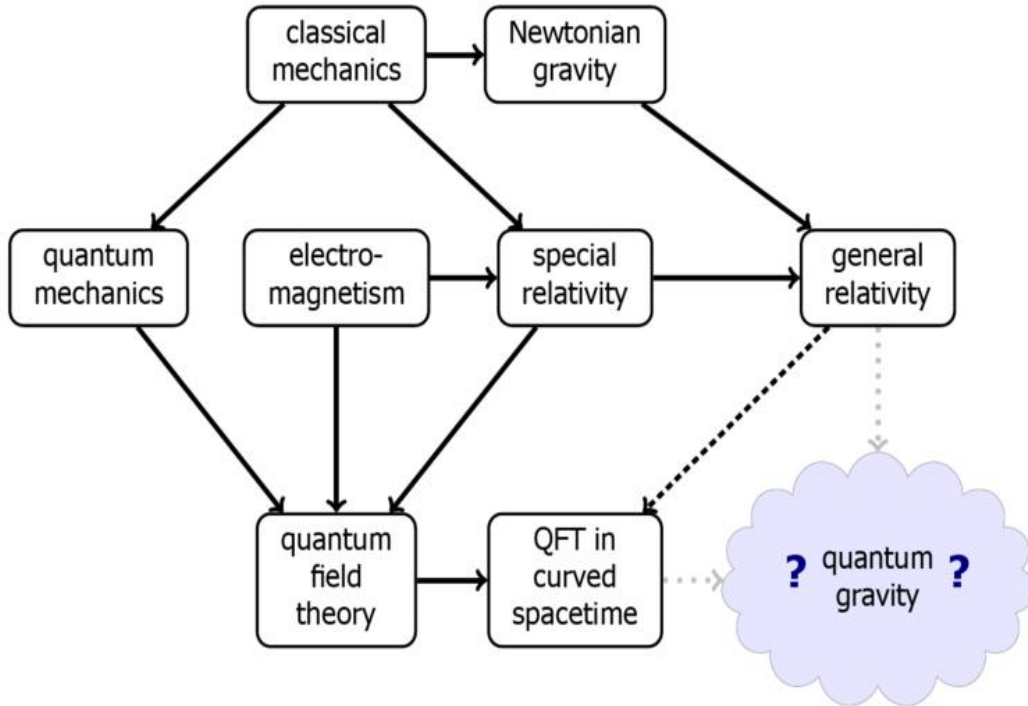 classical
mechanics
Newtonian
gravity
quantum
mechanics
electro-
magnetism
special
relativity
general
relativity
quantum
field
theory
QFT in
curved
spacetime
? quantum ?
gravity